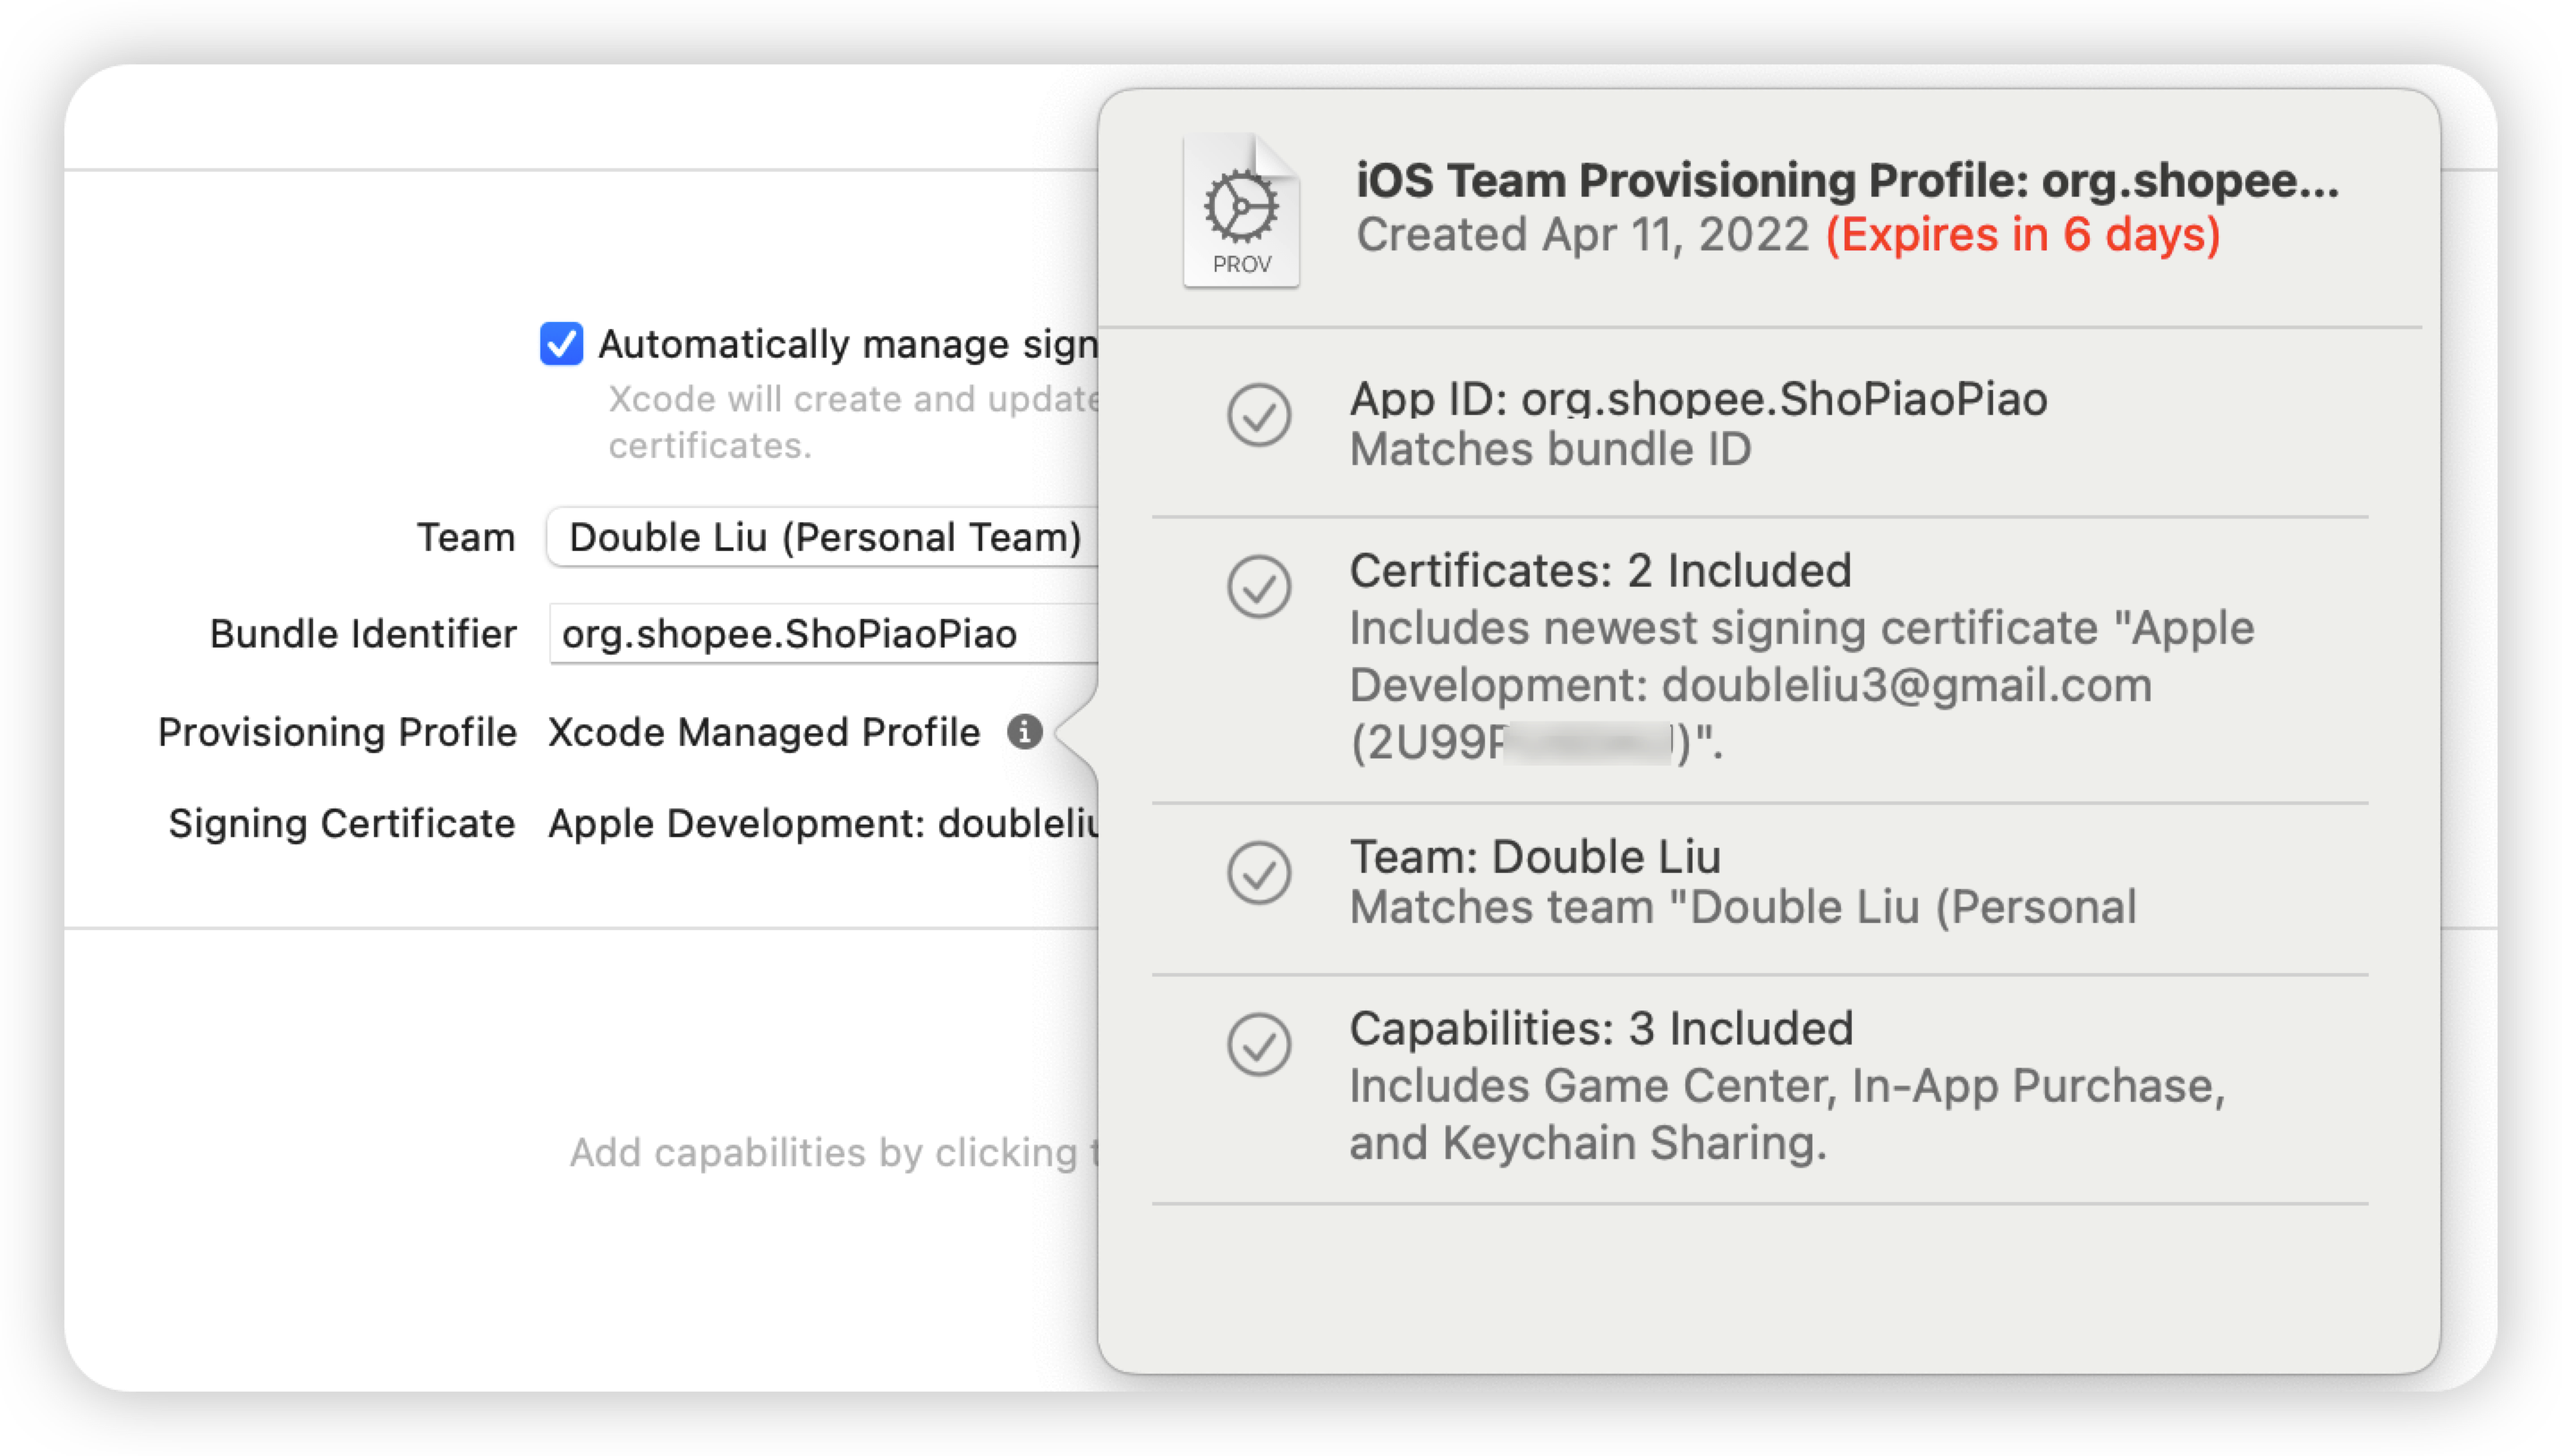 Automatically manage sign
Xcode will create and update
certificates.
Team Double Liu (Personal Team)
Bundle Identifier org.shopee.ShoPiaoPiao
Provisioning Profile Xcode Managed Profile
Signing Certificate Apple Development: doubleliu
Add capabilities by clicking t
PROV
iOS Team Provisioning Profile: org.shopee...
Created Apr 11, 2022 (Expires in 6 days)
App ID: org.shopee.ShoPiaoPiao
Matches bundle ID
Certificates: 2 Included
Includes newest signing certificate "Apple
Development: doubleliu3@gmail.com
(2U99 )".
Team: Double Liu
Matches team "Double Liu (Personal
Capabilities: 3 Included
Includes Game Center, In-App Purchase,
and Keychain Sharing.